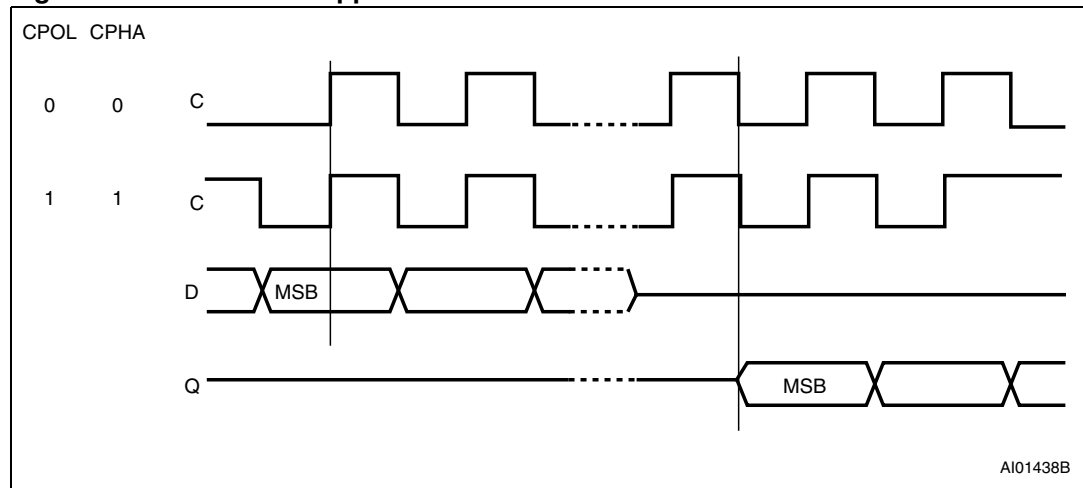 CPOL CPHA
0 0 C
1 1 C
D MSB
Q MSB
AI01438B